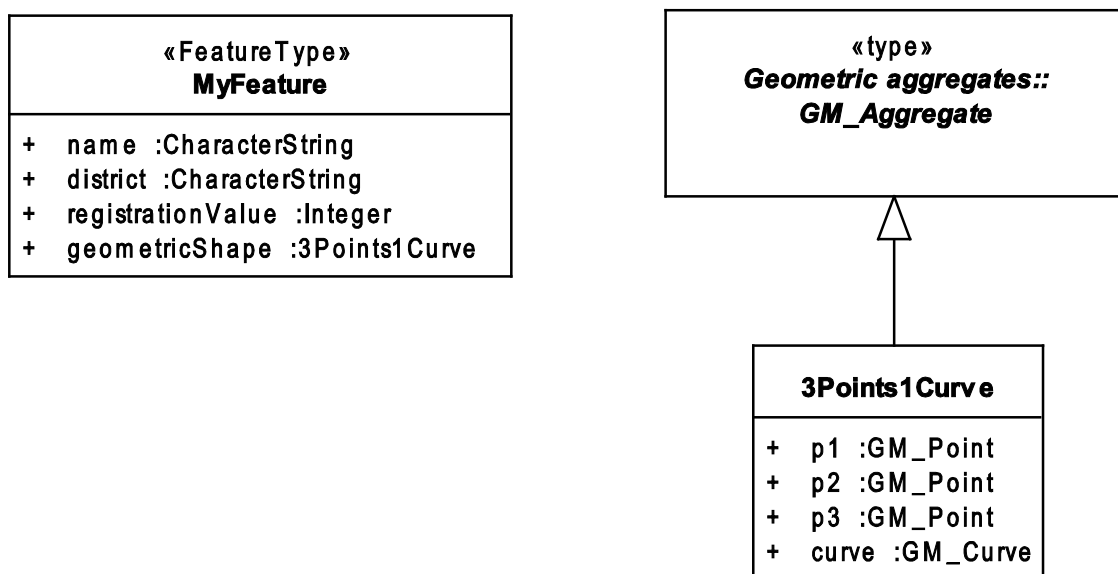 «FeatureType»
MyFeature
+ name :CharacterString
+ district :CharacterString
+ registrationValue :Integer
+ geometricShape :3Points1Curve
«type»
Geometric aggregates::
GM_Aggregate
3Points1Curve
+ p1 :GM_Point
+ p2 :GM_Point
+ p3 :GM_Point
+ curve :GM_Curve